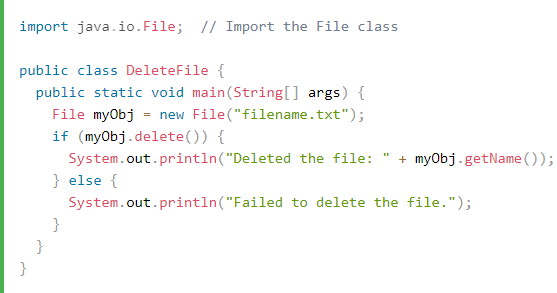 import java.io.File;  // Import the File class

public class DeleteFile {
  public static void main(String[] args) {
    File myObj = new File("filename.txt");
    if (myObj.delete()) {
      System.out.println("Deleted the file: " + myObj.getName());
    } else {
      System.out.println("Failed to delete the file.");
    }
  }
}